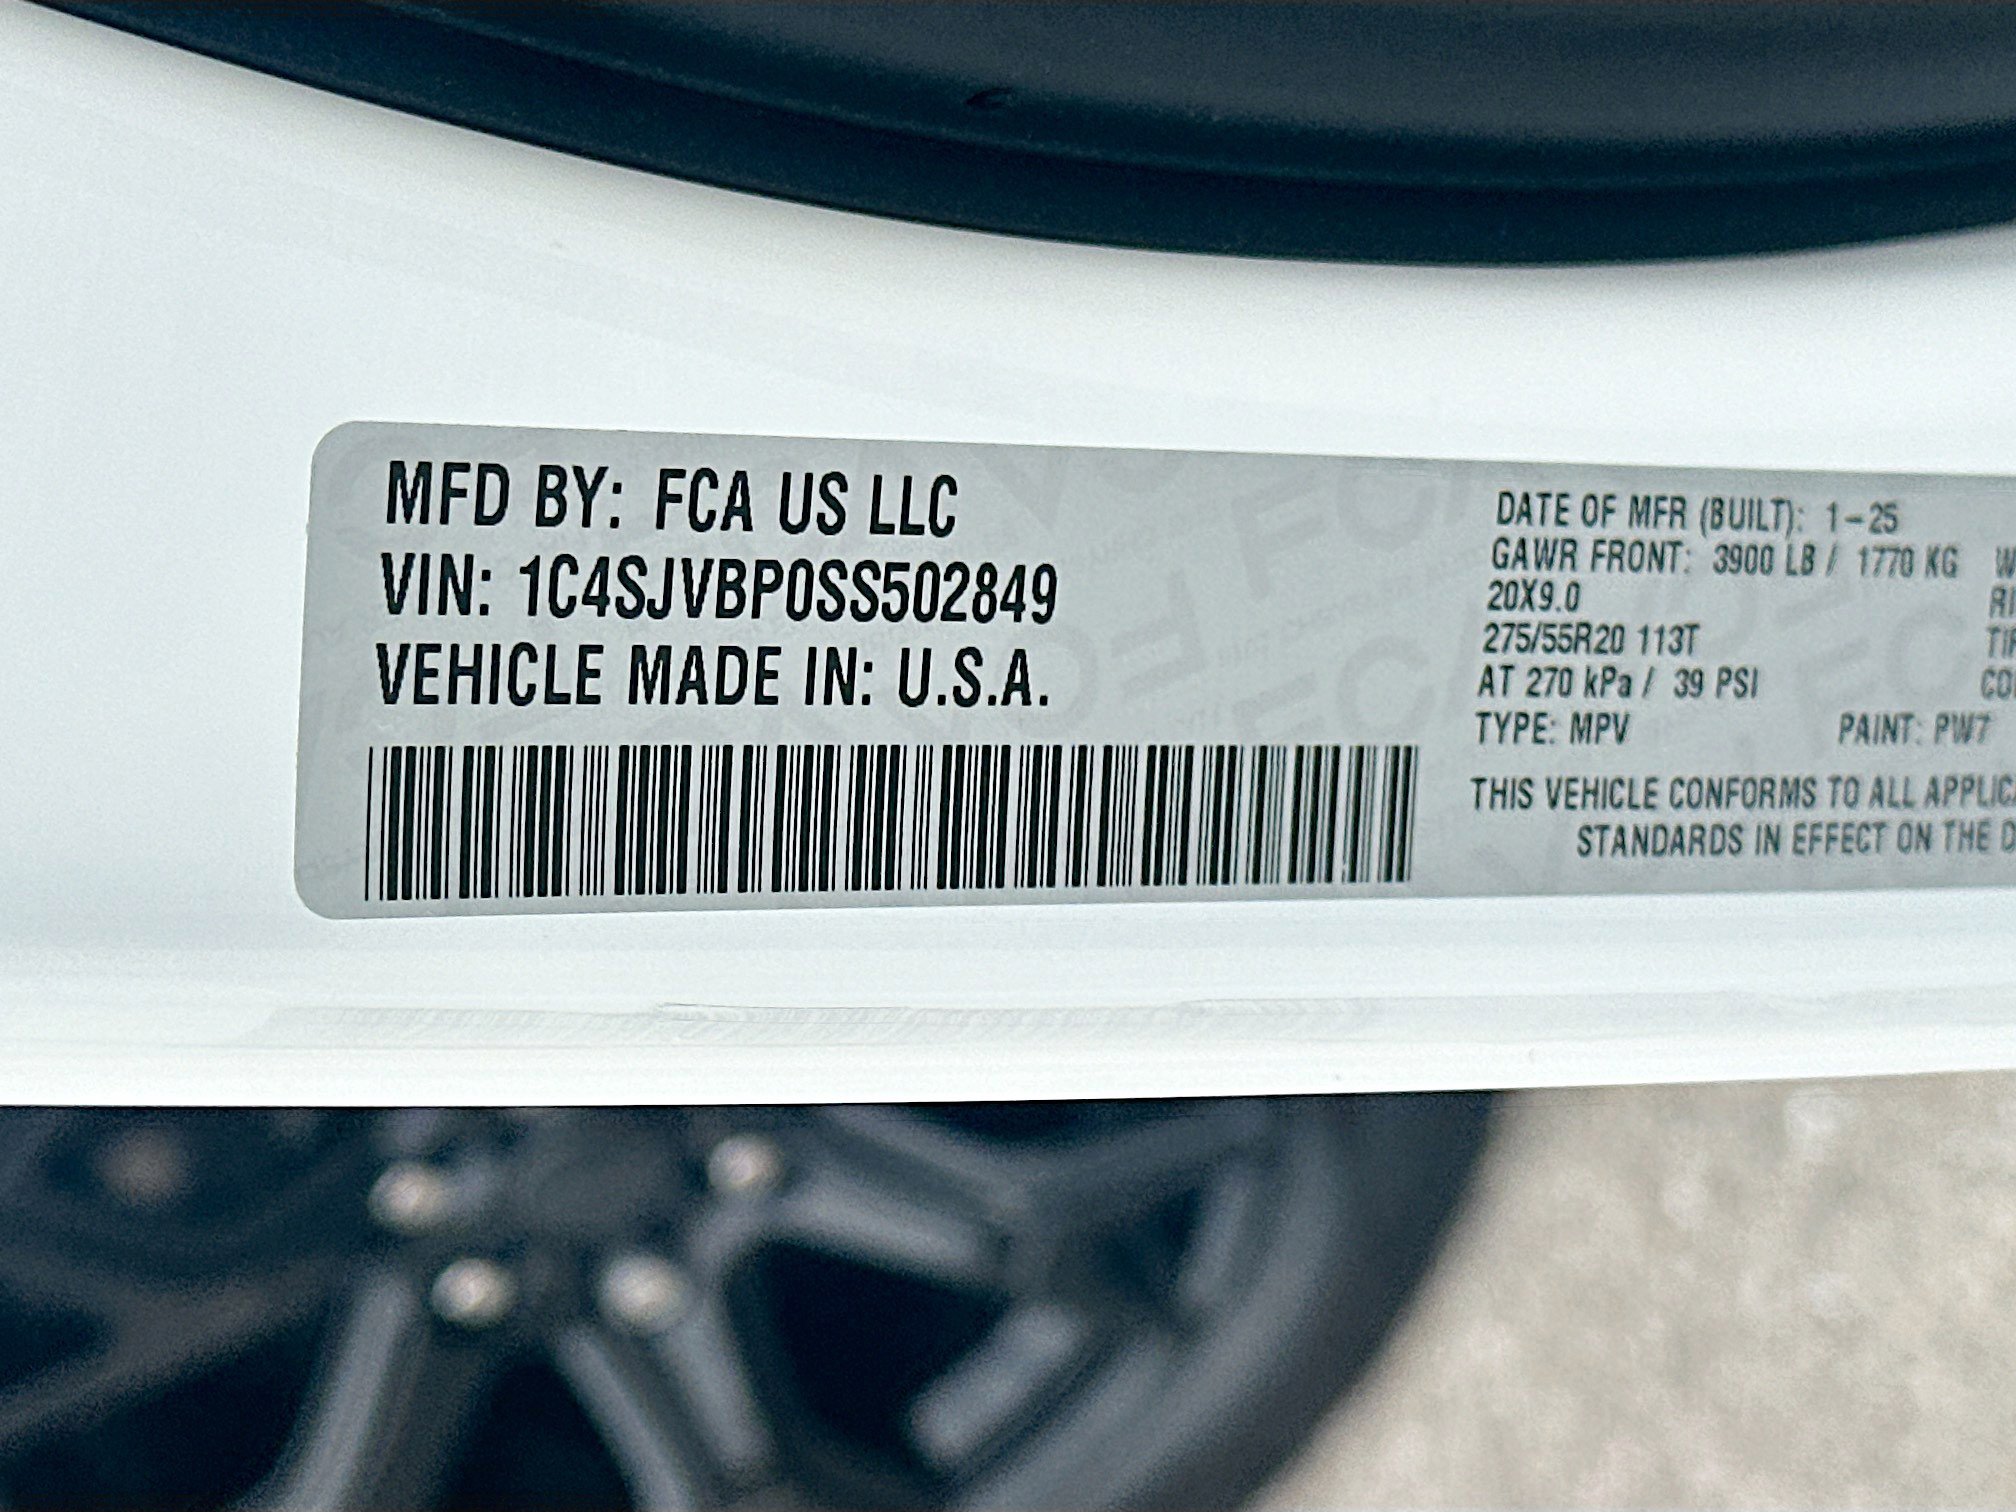 MFD BY: FCA US LLC
VIN: 1C4SJVBP0SS502849
VEHICLE MADE IN: U.S.A.
DATE OF MFR (BUILT): 1-25
GAWR FRONT: 3900 LB / 1770 KG
20X9.0
275/55R20 113T
AT 270 kPa / 39 PSI
TYPE: MPV PAINT: PW7
THIS VEHICLE CONFORMS TO ALL
STANDARDS IN EFFECT ON THE